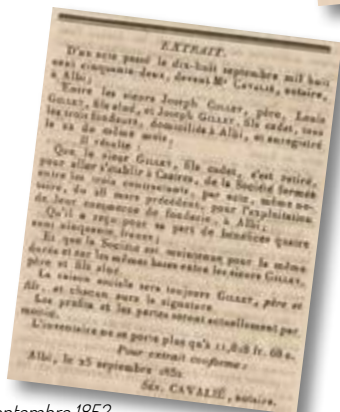 EXTRAIT.
D'un acte passé le dix-huit septembre mil huit
cent cinquante-deux, devant Me CAVALIÉ, notaire,
à Albi;
Entre les sieurs Joseph GILLET, père, Louis
GILLET, fils aîné, et Joseph GILLET, fils cadet, tous
les trois fondeurs, domiciliés à Albi, et enregistré
le 22 du même mois;
Il résulte:
Que le sieur GILLET, fils cadet, s'est retiré,
pour aller s'établir à Castres, de la Société formée
entre les trois contractants, par acte, même no-
taire, du 28 mars précédent, pour l'exploitation
de leur commerce de fonderie, à Albi;
Qu'il a reçu pour sa part de bénéfices quatre
cent cinquante francs;
Et que la Société est maintenue pour la même
durée et sur les mêmes bases entre les sieurs GILLET,
père et fils aîné.
La raison sociale sera toujours GILLET, père et
fils, et chacun aura la signature.
Les profits et les pertes seront actuellement par
moitié.
L'inventaire ne se porte plus qu'à 11,828 fr. 68 c.
Pour extrait conforme:
Albi, le 25 septembre 1852.
Sés. CAVALIÉ, notaire.
septembre 1852